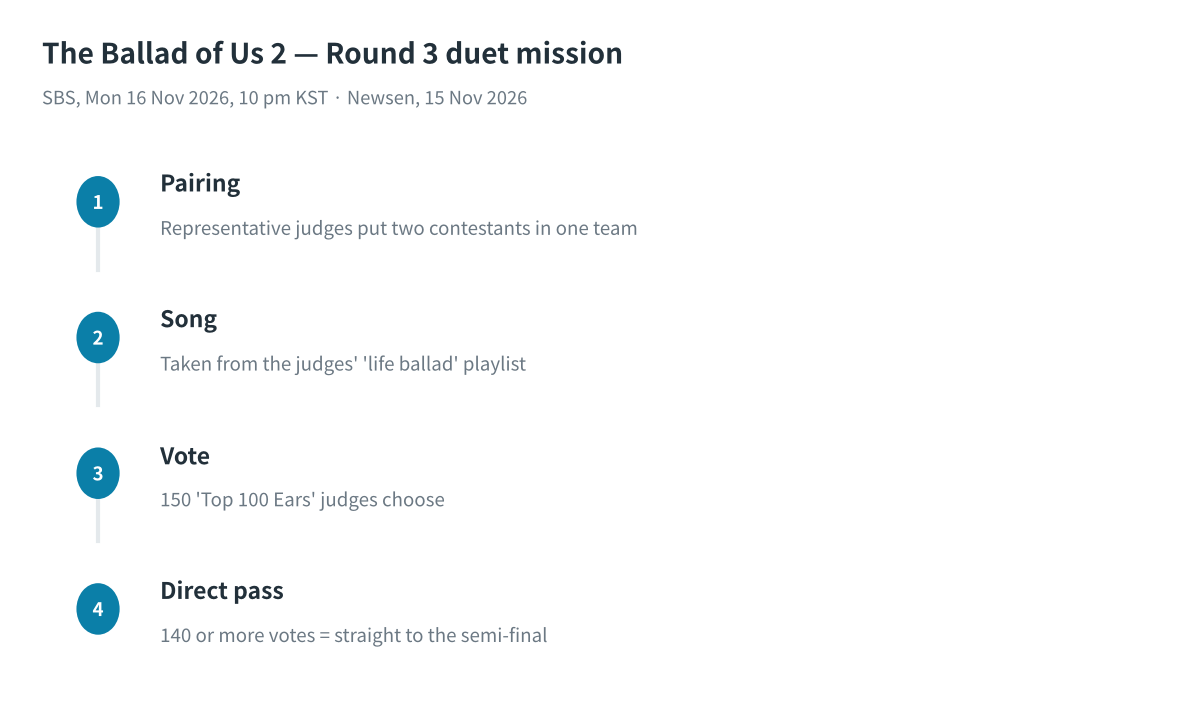 The Ballad of Us 2 — Round 3 duet mission
SBS, Mon 16 Nov 2026, 10 pm KST · Newsen, 15 Nov 2026
1
Pairing
Representative judges put two contestants in one team
2
Song
Taken from the judges' 'life ballad' playlist
3
Vote
150 'Top 100 Ears' judges choose
4
Direct pass
140 or more votes = straight to the semi-final